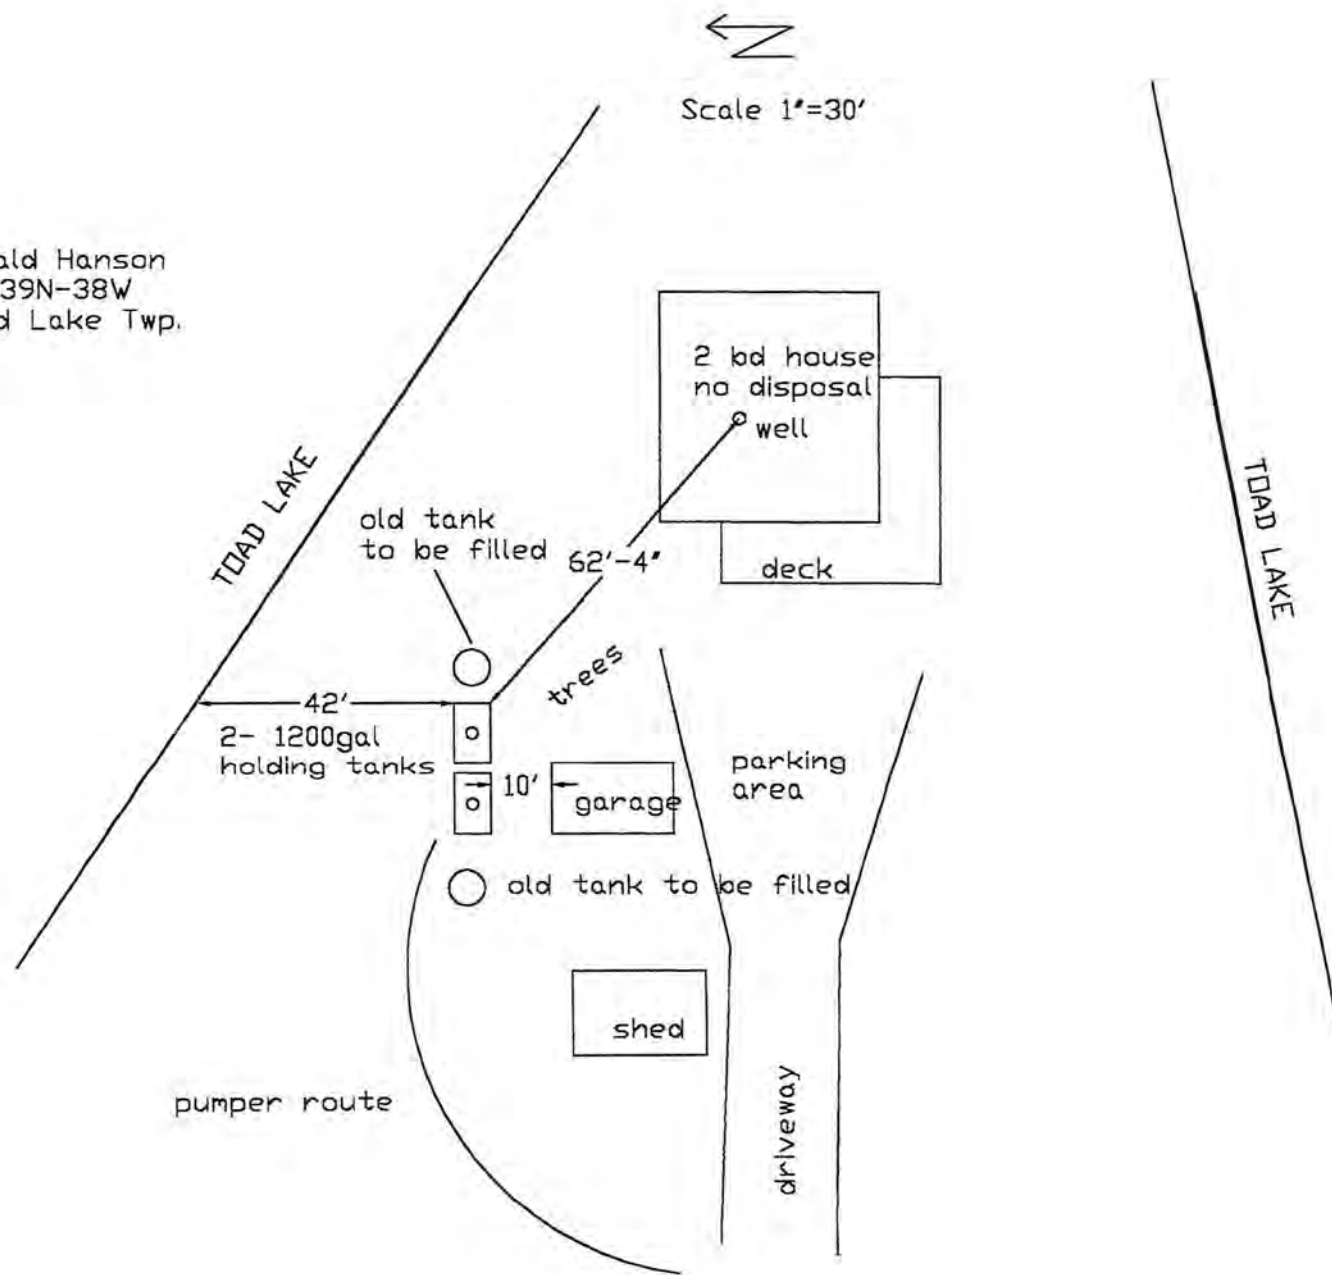 Scale 1"=30'
Hanson
39N-38W
Lake Twp.
2 bd house
no disposal
well
TOAD LAKE
TOAD LAKE
old tank
to be filled
62'-4"
deck
trees
42'
2- 1200gal
holding tanks
10'
garage
parking
area
old tank to be filled
shed
pumper route
driveway